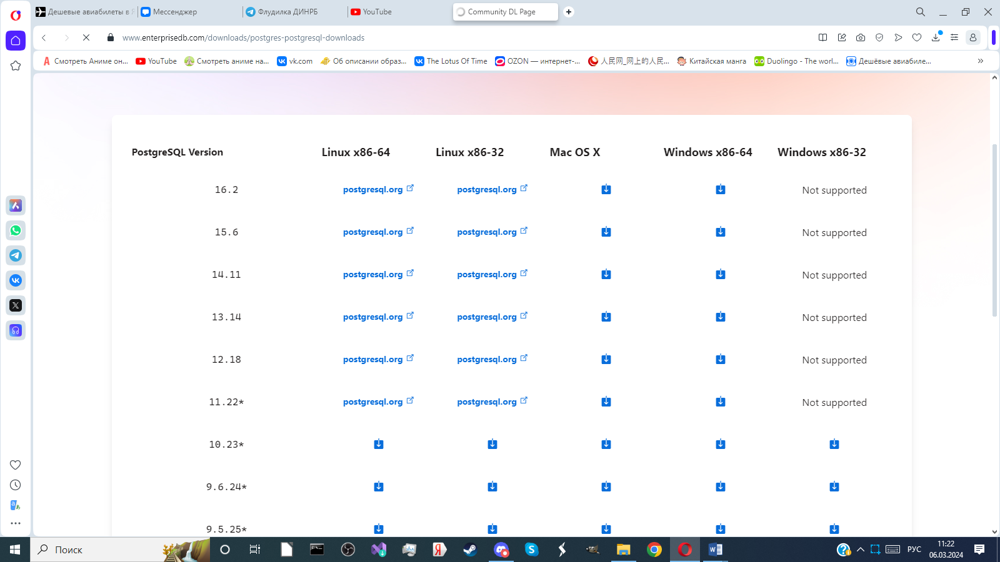 Дешевые авиабилеты в Я
Мессенджер
Флудилка ДИНРБ
YouTube
Community DL Page
www.enterprisedb.com/downloads/postgres-postgresql-downloads
Смотреть Аниме он...
YouTube
Смотреть аниме на...
vk.com
Об описании образ...
The Lotus Of Time
OZON — интернет-...
人民网_网上的人民...
Китайская манга
Duolingo - The worl...
Дешёвые авиабиле...
PostgreSQL Version Linux x86-64 Linux x86-32 Mac OS X Windows x86-64 Windows x86-32
16.2 postgresql.org postgresql.org Not supported
15.6 postgresql.org postgresql.org Not supported
14.11 postgresql.org postgresql.org Not supported
13.14 postgresql.org postgresql.org Not supported
12.18 postgresql.org postgresql.org Not supported
11.22* postgresql.org postgresql.org Not supported
10.23*
9.6.24*
9.5.25*
Поиск
РУС
11:22
06.03.2024